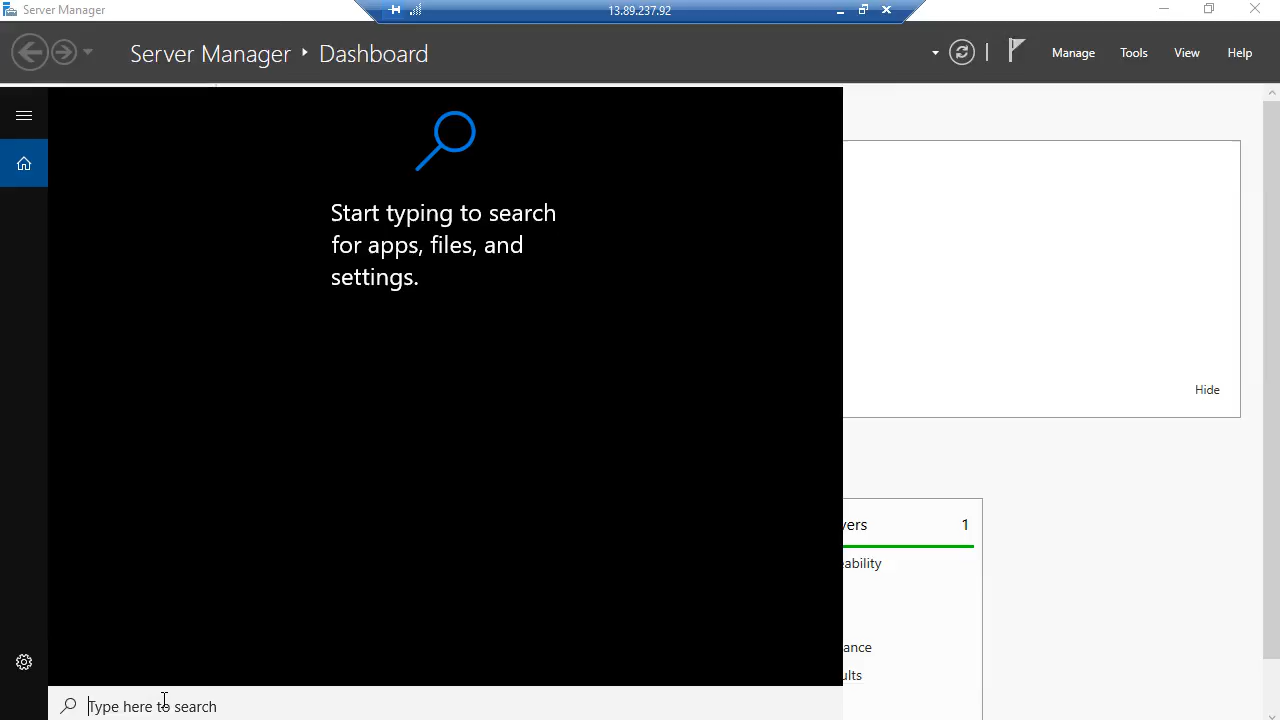 Server Manager
13.89.237.92
Server Manager
Dashboard
Manage
Tools
View
Help
Start typing to search
for apps, files, and
settings.
Hide
vers
1
eability
ance
ults
Type here to search